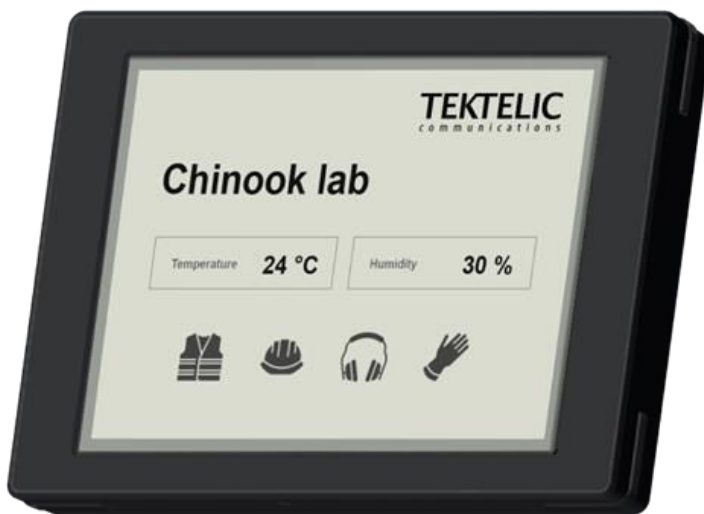 TEKTELIC
communications
Chinook lab
Temperature 24 °C
Humidity 30 %